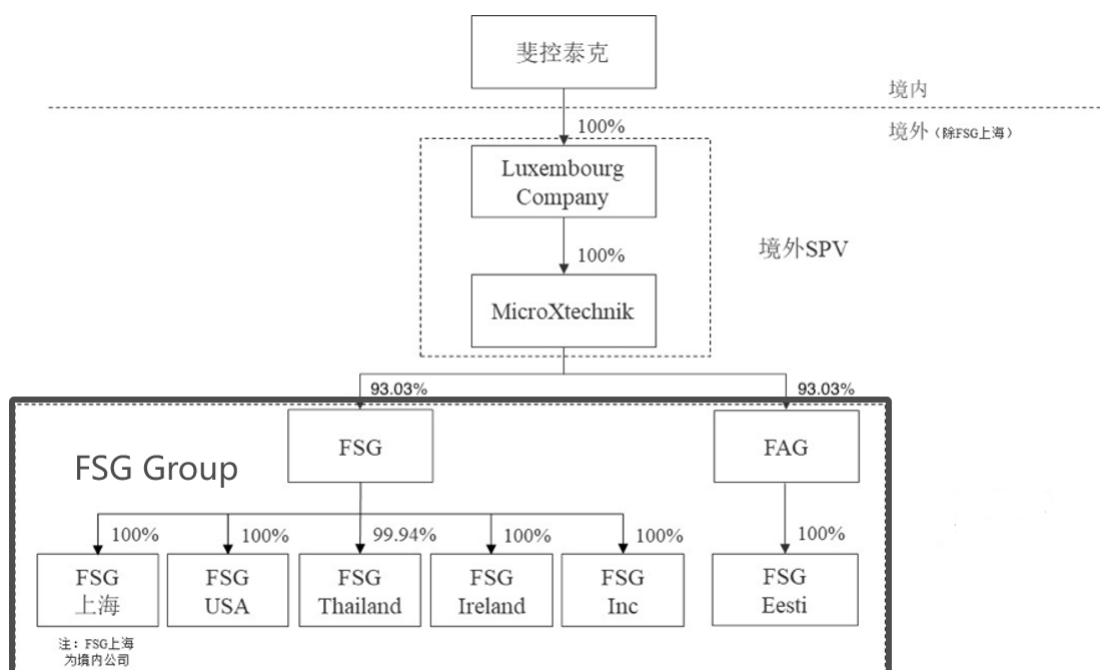 斐控泰克
境内
100%
境外（除FSG上海）
Luxembourg
Company
100%
境外SPV
MicroXtechnik
93.03%
93.03%
FSG
FAG
FSG Group
100%
100%
99.94%
100%
100%
100%
FSG
上海
FSG
USA
FSG
Thailand
FSG
Ireland
FSG
Inc
FSG
Eesti
注：FSG上海
为境内公司